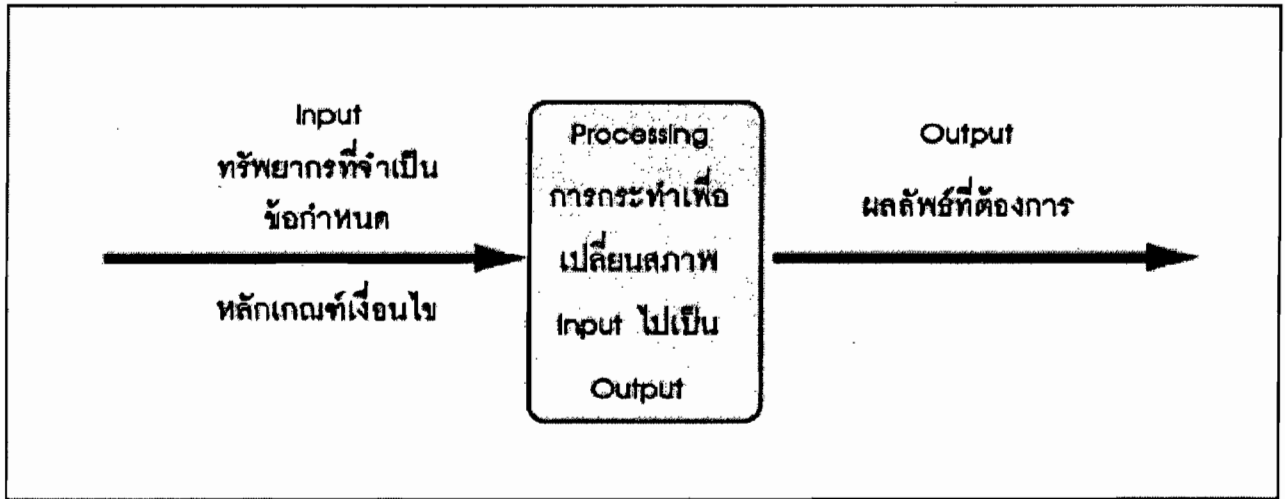 Input
ทรัพยากรที่จำเป็น
ข้อกำหนด
หลักเกณฑ์เงื่อนไข
Processing
การกระทำเพื่อ
เปลี่ยนสภาพ
Input ไปเป็น
Output
Output
ผลลัพธ์ที่ต้องการ